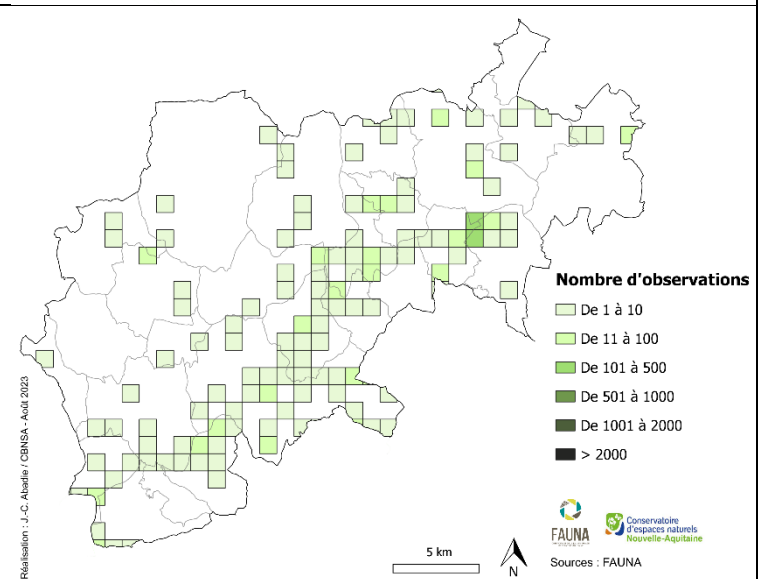 Nombre d'observations
De 1 à 10
De 11 à 100
De 101 à 500
De 501 à 1000
De 1001 à 2000
> 2000
Réalisation : J.-C. Abadie / CBNSA - Août 2023
FAUNA
Conservatoire
d'espaces naturels
Nouvelle-Aquitaine
5 km
N
Sources : FAUNA